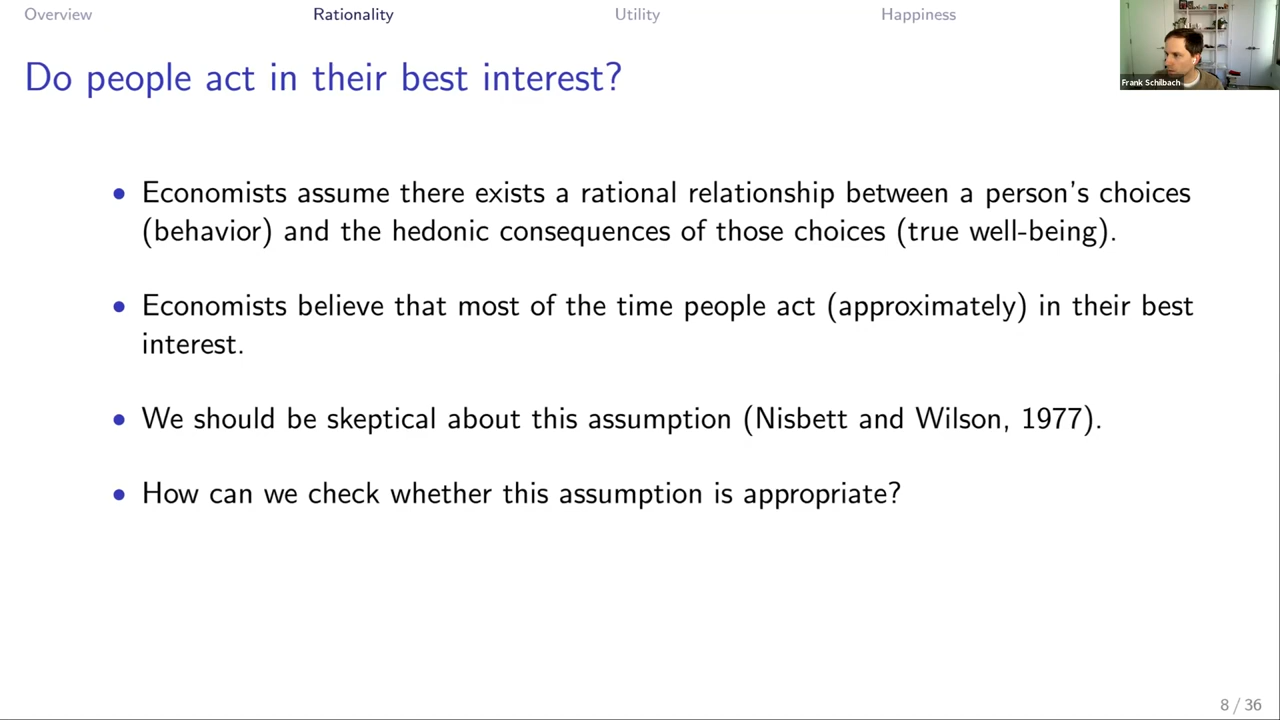 Overview Rationality Utility Happiness
Frank Schilbach
Do people act in their best interest?
• Economists assume there exists a rational relationship between a person's choices
(behavior) and the hedonic consequences of those choices (true well-being).
• Economists believe that most of the time people act (approximately) in their best
interest.
• We should be skeptical about this assumption (Nisbett and Wilson, 1977).
• How can we check whether this assumption is appropriate?
8 / 36